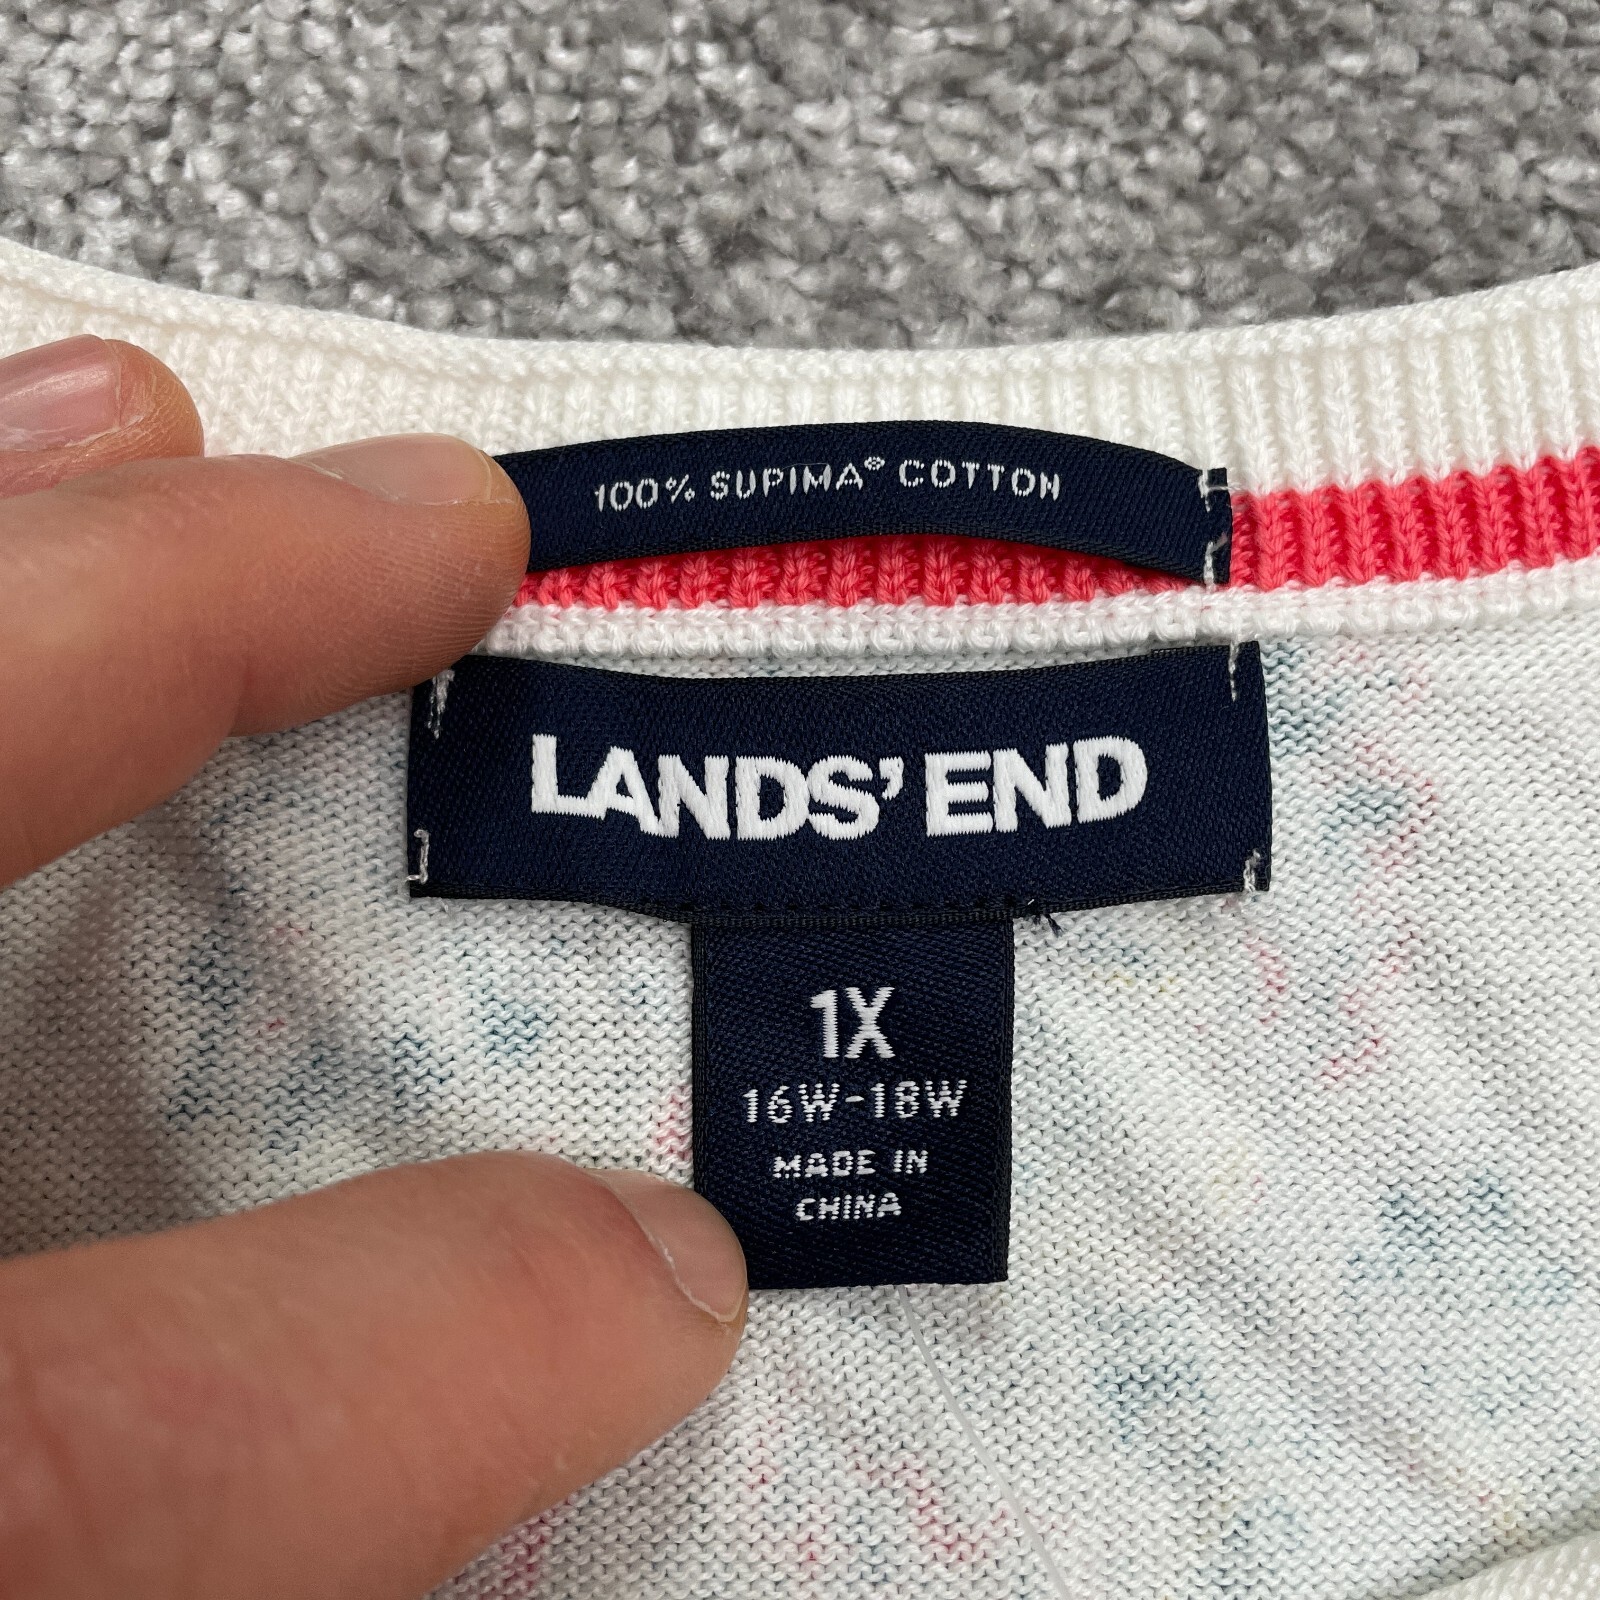 100% SUPIMA® COTTON
LANDS' END
1X
16W-18W
MADE IN
CHINA